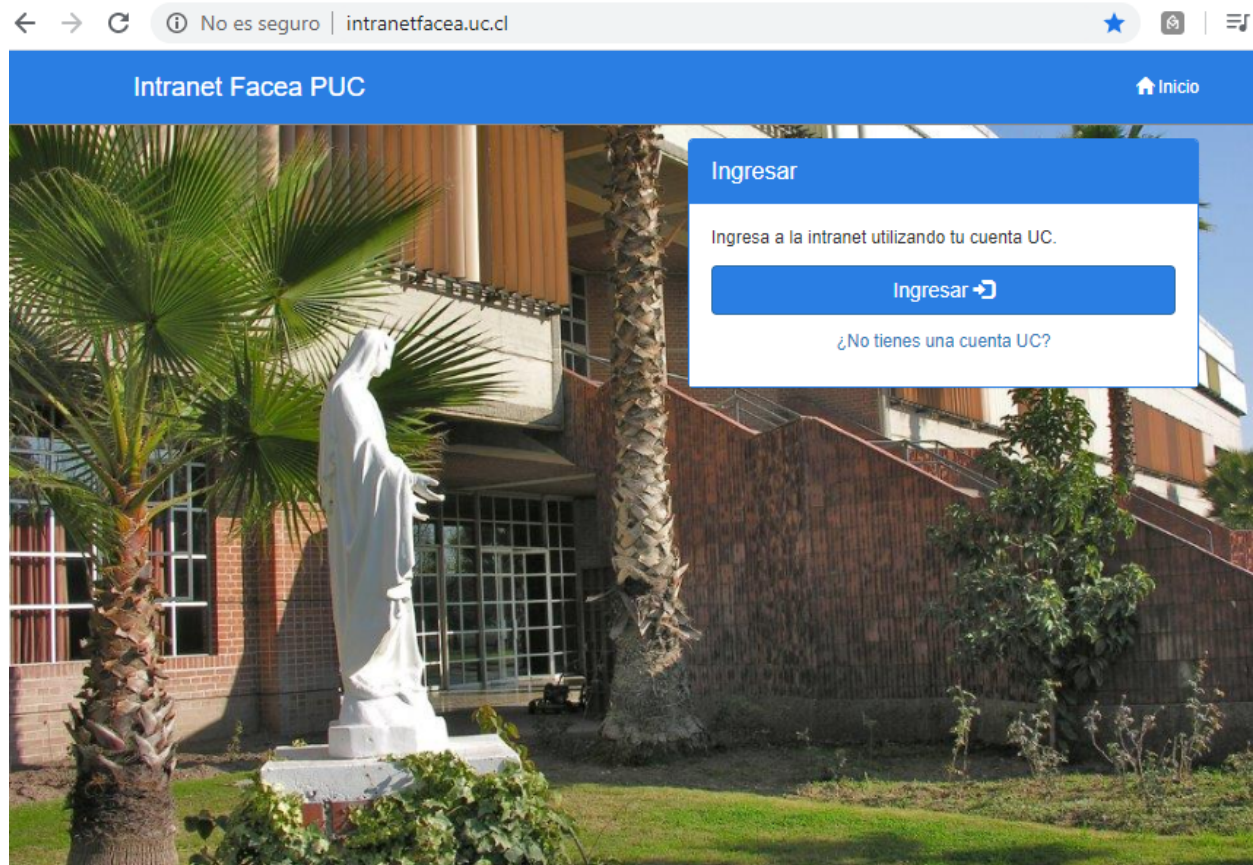 No es seguro | intranetfacea.uc.cl
Intranet Facea PUC
Inicio
Ingresar
Ingresa a la intranet utilizando tu cuenta UC.
Ingresar
¿No tienes una cuenta UC?